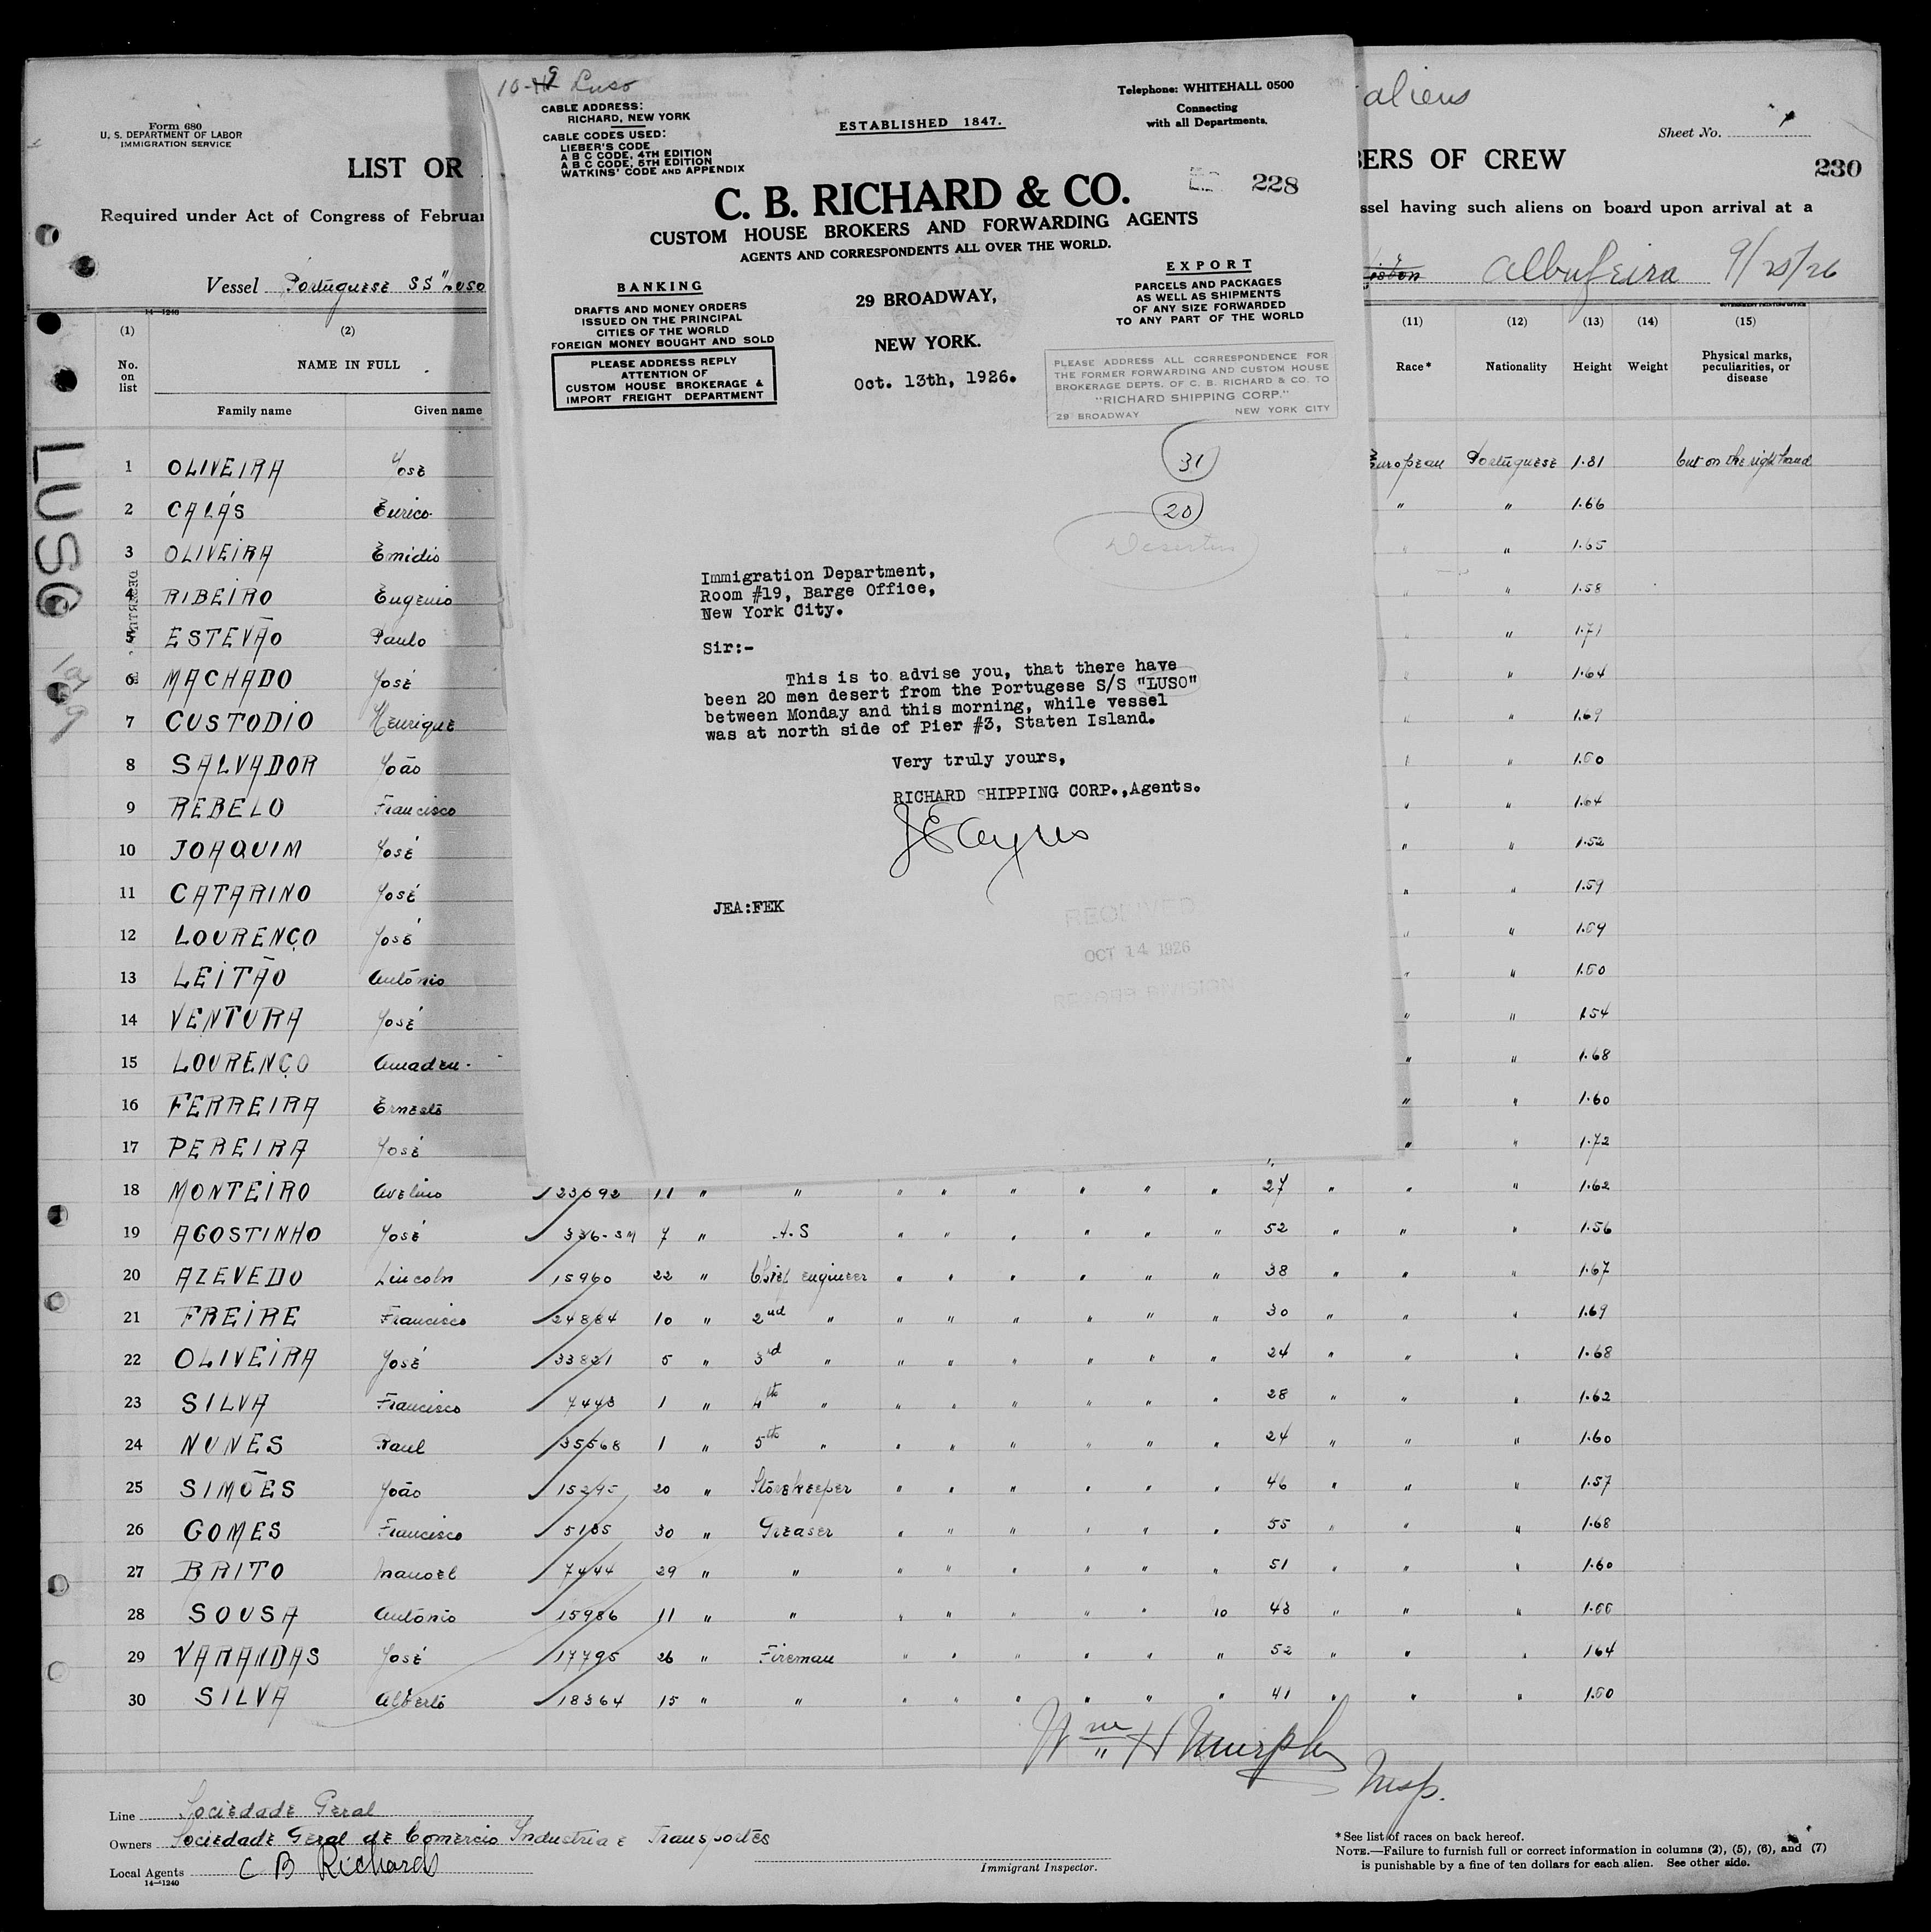 Form 680
U. S. DEPARTMENT OF LABOR
IMMIGRATION SERVICE
LIST OR
Required under Act of Congress of Februar
Vessel Portuguese SS "Luso
aliens
Sheet No. 1
BERS OF CREW
230
ssel having such aliens on board upon arrival at a
Albufeira 9/25/26
10-19 Luso
CABLE ADDRESS:
RICHARD, NEW YORK
CABLE CODES USED:
LIEBER'S CODE
A B C CODE, 4TH EDITION
A B C CODE, 5TH EDITION
WATKINS' CODE AND APPENDIX
ESTABLISHED 1847.
Telephone: WHITEHALL 0500
Connecting
with all Departments.
228
C. B. RICHARD & CO.
CUSTOM HOUSE BROKERS AND FORWARDING AGENTS
AGENTS AND CORRESPONDENTS ALL OVER THE WORLD.
BANKING
DRAFTS AND MONEY ORDERS
ISSUED ON THE PRINCIPAL
CITIES OF THE WORLD
FOREIGN MONEY BOUGHT AND SOLD
PLEASE ADDRESS REPLY
ATTENTION OF
CUSTOM HOUSE BROKERAGE &
IMPORT FREIGHT DEPARTMENT
29 BROADWAY,
NEW YORK.
Oct. 13th, 1926.
EXPORT
PARCELS AND PACKAGES
AS WELL AS SHIPMENTS
OF ANY SIZE FORWARDED
TO ANY PART OF THE WORLD
PLEASE ADDRESS ALL CORRESPONDENCE FOR
THE FORMER FORWARDING AND CUSTOM HOUSE
BROKERAGE DEPTS. OF C. B. RICHARD & CO. TO
"RICHARD SHIPPING CORP."
29 BROADWAY NEW YORK CITY
31
20
Deserters
Immigration Department,
Room #19, Barge Office,
New York City.
Sir:-
This is to advise you, that there have
been 20 men desert from the Portugese S/S "LUSO"
between Monday and this morning, while vessel
was at north side of Pier #3, Staten Island.
Very truly yours,
RICHARD SHIPPING CORP.,Agents.
JEA:FEK
RECEIVED
OCT 14 1926
RECORD DIVISION
LUSO
14-1240
(1) (2) (11) (12) (13) (14) (15)
No. on list NAME IN FULL Race* Nationality Height Weight Physical marks, peculiarities, or disease
Family name Given name
GOVERNMENT PRINTING OFFICE
1 OLIVEIRA José European Portuguese 1.81 Cut on the right hand
2 CALÁS Eurico " " 1.66
3 OLIVEIRA Emidio " " 1.65
4 RIBEIRO Eugenio " " 1.58
5 ESTEVÃO Paulo " " 1.71
6 MACHADO José " " 1.64
7 CUSTODIO Henrique " " 1.69
8 SALVADOR João " " 1.60
9 REBELO Francisco " " 1.64
10 JOAQUIM José " " 1.52
11 CATARINO José " " 1.59
12 LOURENÇO José " " 1.69
13 LEITÃO António " " 1.60
14 VENTURA José " " 1.54
15 LOURENÇO Amadeu " " 1.68
16 FERREIRA Ernesto " " 1.60
17 PEREIRA José " " 1.72
18 MONTEIRO Avelino 23092 11 " " " " " " " " 27 " " " 1.62
19 AGOSTINHO José 336-SM 7 " A.S " " " " " " 52 " " " 1.56
20 AZEVEDO Lincoln 15960 22 " Chief engineer " " " " " " 38 " " " 1.67
21 FREIRE Francisco 24884 10 " 2nd " " " " " " " 30 " " " 1.69
22 OLIVEIRA José 33821 5 " 3rd " " " " " " " 24 " " " 1.68
23 SILVA Francisco 7443 1 " 4th " " " " " " " 28 " " " 1.62
24 NUNES Raul 35568 1 " 5th " " " " " " " 24 " " " 1.60
25 SIMÕES João 15295 20 " Storekeeper " " " " " " 46 " " " 1.57
26 GOMES Francisco 5185 30 " Greaser " " " " " " 55 " " " 1.68
27 BRITO Manoel 7444 29 " " " " " " " " 51 " " " 1.60
28 SOUSA António 15986 11 " " " " " " " 10 43 " " " 1.66
29 VARANDAS José 17795 26 " Fireman " " " " " " 52 " " " 1.64
30 SILVA Alberto 18364 15 " " " " " " " " 41 " " " 1.60
Wm H Murphy
Insp.
Line Sociedade Geral
Owners Sociedade Geral de Comercio Industria e Transportes
Local Agents C B Richards
14-1240
Immigrant Inspector.
*See list of races on back hereof.
NOTE.—Failure to furnish full or correct information in columns (2), (5), (6), and (7)
is punishable by a fine of ten dollars for each alien. See other side.